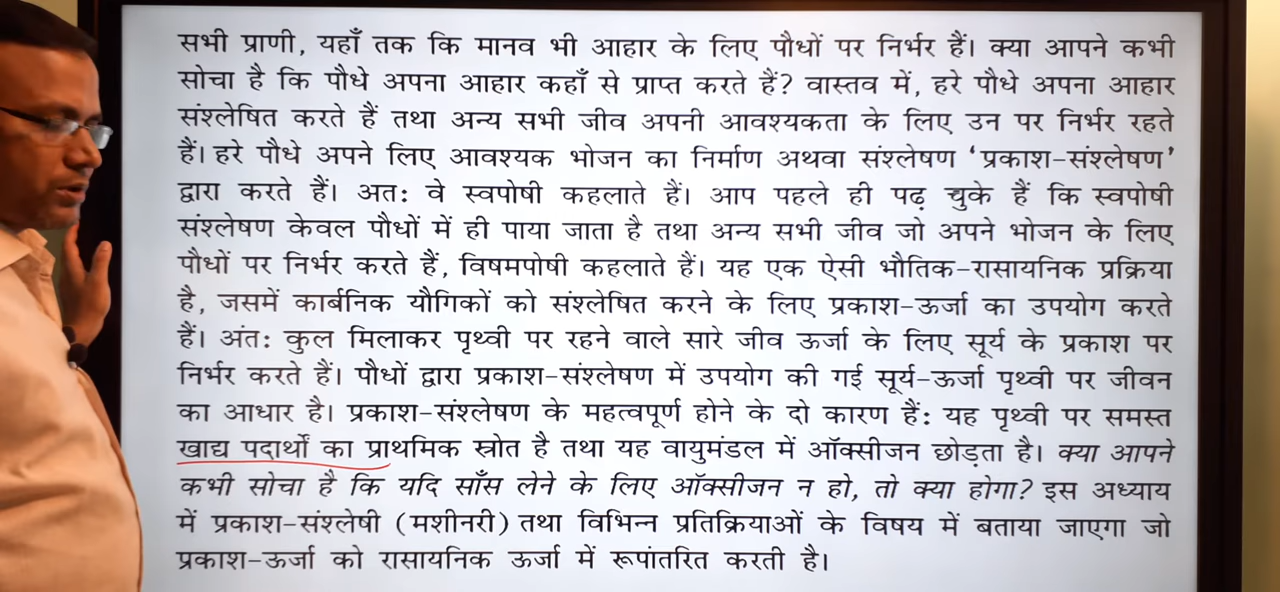 सभी प्राणी, यहाँ तक कि मानव भी आहार के लिए पौधों पर निर्भर हैं। क्या आपने कभी
सोचा है कि पौधे अपना आहार कहाँ से प्राप्त करते हैं? वास्तव में, हरे पौधे अपना आहार
संश्लेषित करते हैं तथा अन्य सभी जीव अपनी आवश्यकता के लिए उन पर निर्भर रहते
हैं। हरे पौधे अपने लिए आवश्यक भोजन का निर्माण अथवा संश्लेषण ‘प्रकाश-संश्लेषण’
द्वारा करते हैं। अत: वे स्वपोषी कहलाते हैं। आप पहले ही पढ़ चुके हैं कि स्वपोषी
संश्लेषण केवल पौधों में ही पाया जाता है तथा अन्य सभी जीव जो अपने भोजन के लिए
पौधों पर निर्भर करते हैं, विषमपोषी कहलाते हैं। यह एक ऐसी भौतिक-रासायनिक प्रक्रिया
है, जसमें कार्बनिक यौगिकों को संश्लेषित करने के लिए प्रकाश-ऊर्जा का उपयोग करते
हैं। अंत: कुल मिलाकर पृथ्वी पर रहने वाले सारे जीव ऊर्जा के लिए सूर्य के प्रकाश पर
निर्भर करते हैं। पौधों द्वारा प्रकाश-संश्लेषण में उपयोग की गई सूर्य-ऊर्जा पृथ्वी पर जीवन
का आधार है। प्रकाश-संश्लेषण के महत्वपूर्ण होने के दो कारण हैं: यह पृथ्वी पर समस्त
खाद्य पदार्थों का प्राथमिक स्रोत है तथा यह वायुमंडल में ऑक्सीजन छोड़ता है। क्या आपने
कभी सोचा है कि यदि साँस लेने के लिए ऑक्सीजन न हो, तो क्या होगा? इस अध्याय
में प्रकाश-संश्लेषी (मशीनरी) तथा विभिन्न प्रतिक्रियाओं के विषय में बताया जाएगा जो
प्रकाश-ऊर्जा को रासायनिक ऊर्जा में रूपांतरित करती है।